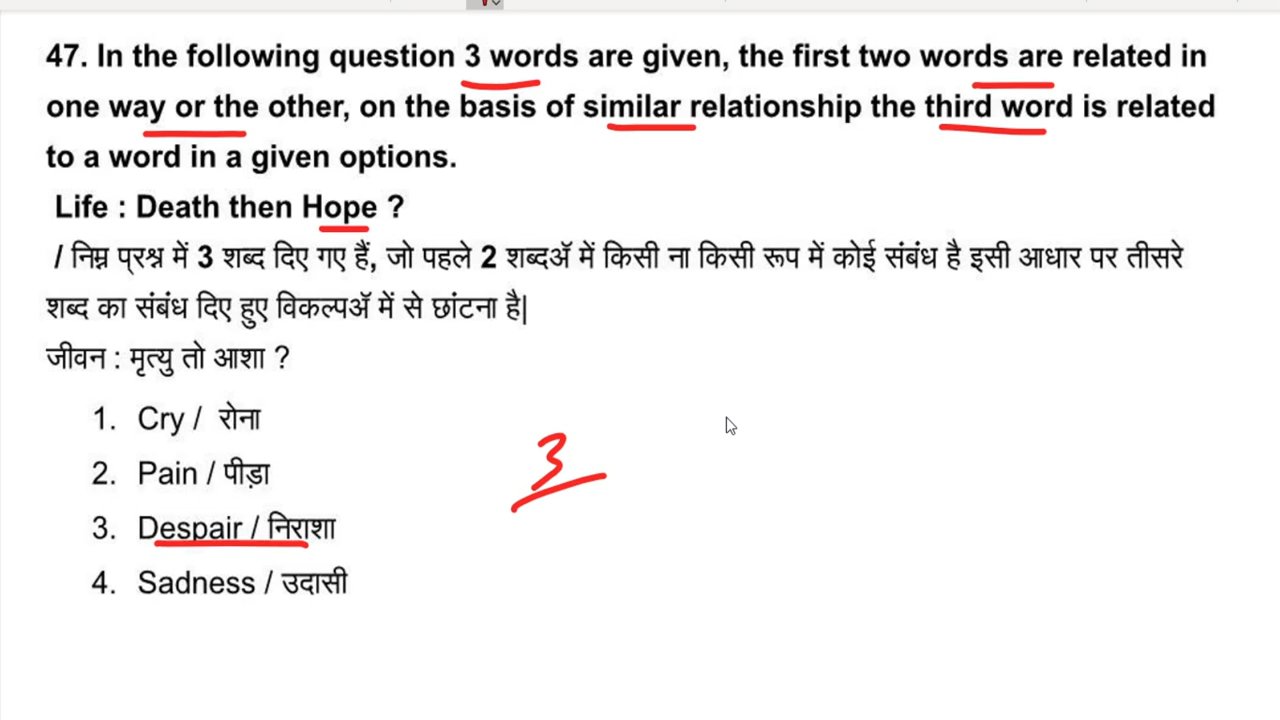 47. In the following question 3 words are given, the first two words are related in
one way or the other, on the basis of similar relationship the third word is related
to a word in a given options.
Life : Death then Hope ?
/ निम्न प्रश्न में 3 शब्द दिए गए हैं, जो पहले 2 शब्दऑ में किसी ना किसी रूप में कोई संबंध है इसी आधार पर तीसरे
शब्द का संबंध दिए हुए विकल्पऑ में से छांटना है|
जीवन : मृत्यु तो आशा ?
1. Cry / रोना
2. Pain / पीड़ा
3
3. Despair / निराशा
4. Sadness / उदासी